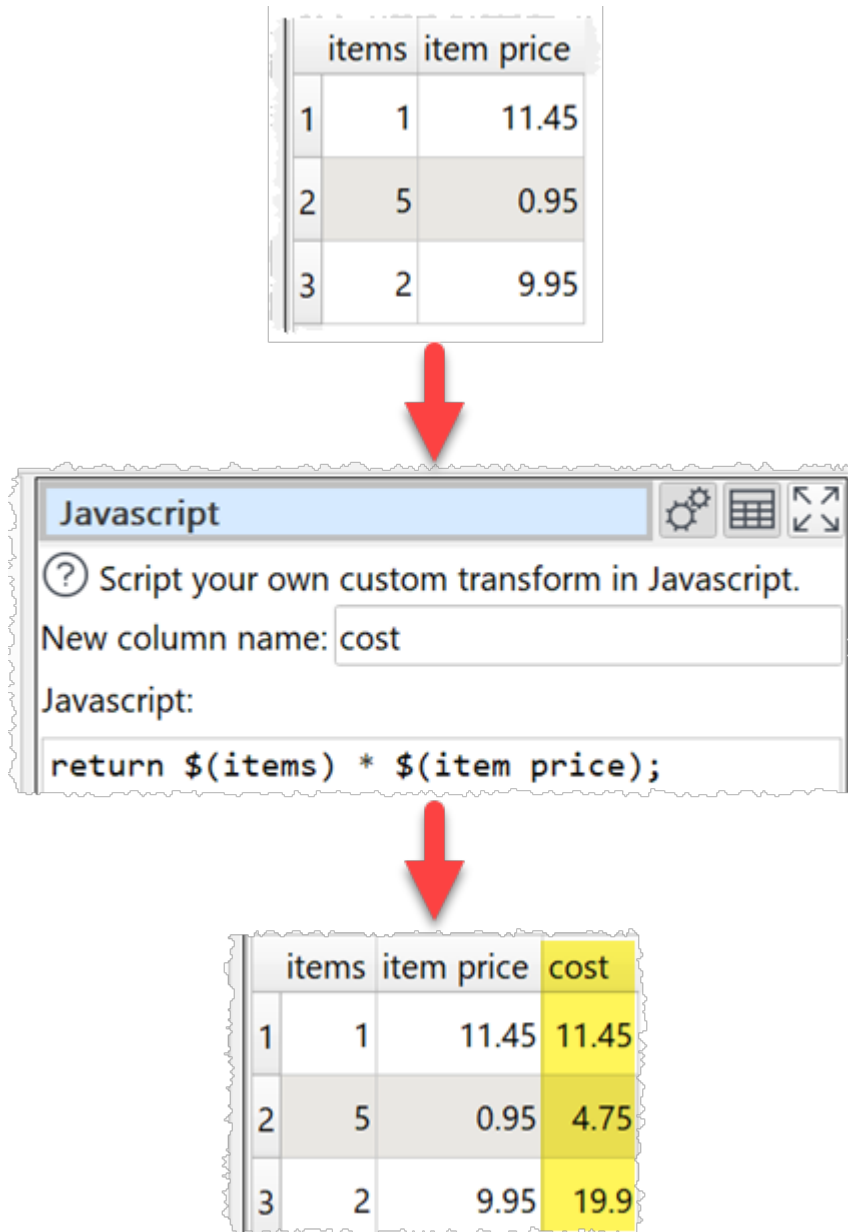 items item price
1 1 11.45
2 5 0.95
3 2 9.95
Javascript
? Script your own custom transform in Javascript.
New column name: cost
Javascript:
return $(items) * $(item price);
items item price cost
1 1 11.45 11.45
2 5 0.95 4.75
3 2 9.95 19.9